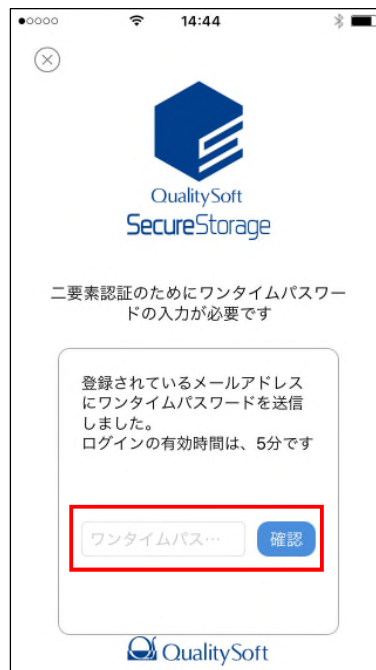 14:44
QualitySoft
SecureStorage
二要素認証のためにワンタイムパスワー
ドの入力が必要です
登録されているメールアドレス
にワンタイムパスワードを送信
しました。
ログインの有効時間は、5分です
ワンタイムパス… 確認
QualitySoft